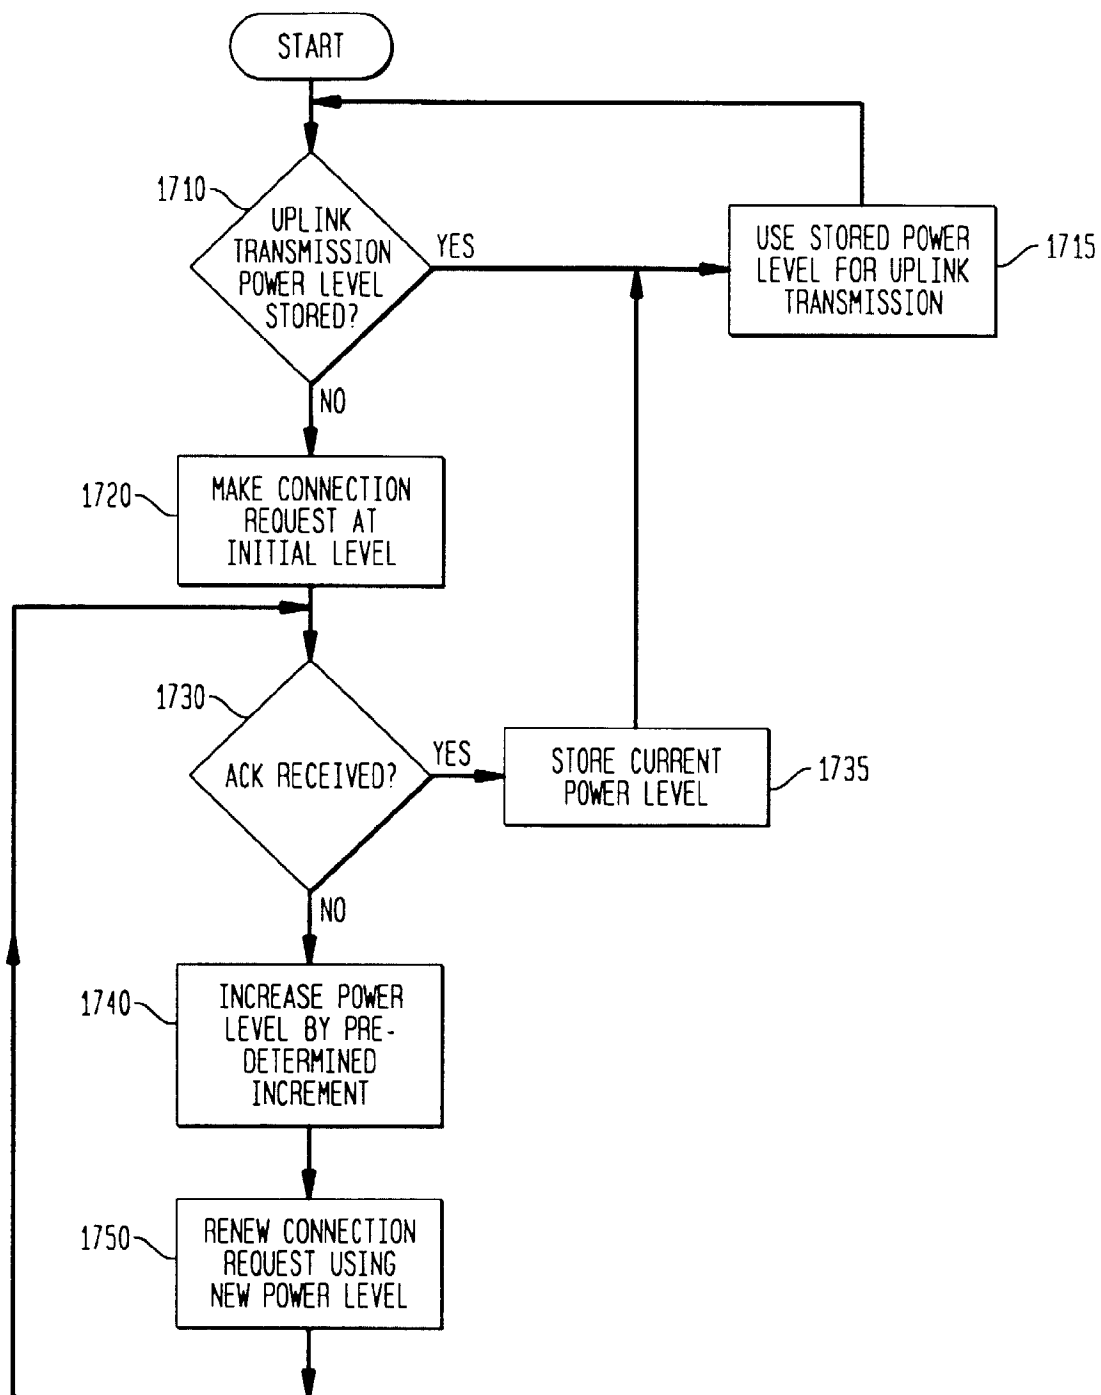 START
1710
UPLINK
TRANSMISSION
POWER LEVEL
STORED?
YES
USE STORED POWER
LEVEL FOR UPLINK
TRANSMISSION
1715
NO
1720
MAKE CONNECTION
REQUEST AT
INITIAL LEVEL
1730
ACK RECEIVED?
YES
STORE CURRENT
POWER LEVEL
1735
NO
1740
INCREASE POWER
LEVEL BY PRE-
DETERMINED
INCREMENT
1750
RENEW CONNECTION
REQUEST USING
NEW POWER LEVEL